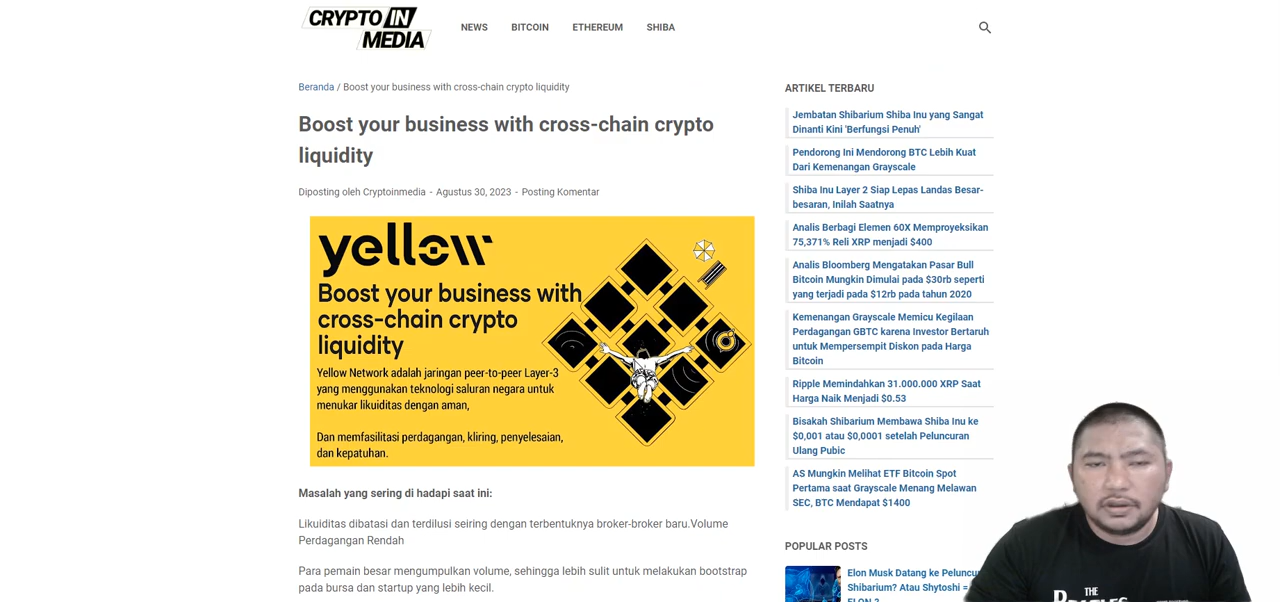 CRYPTO IN
MEDIA
NEWS
BITCOIN
ETHEREUM
SHIBA
Beranda / Boost your business with cross-chain crypto liquidity
Boost your business with cross-chain crypto
liquidity
Diposting oleh Cryptoinmedia - Agustus 30, 2023 - Posting Komentar
yellow
Boost your business with
cross-chain crypto
liquidity
Yellow Network adalah jaringan peer-to-peer Layer-3
yang menggunakan teknologi saluran negara untuk
menukar likuiditas dengan aman,
Dan memfasilitasi perdagangan, kliring, penyelesaian,
dan kepatuhan.
Masalah yang sering di hadapi saat ini:
Likuiditas dibatasi dan terdilusi seiring dengan terbentuknya broker-broker baru.Volume
Perdagangan Rendah
Para pemain besar mengumpulkan volume, sehingga lebih sulit untuk melakukan bootstrap
pada bursa dan startup yang lebih kecil.
ARTIKEL TERBARU
Jembatan Shibarium Shiba Inu yang Sangat
Dinanti Kini 'Berfungsi Penuh'
Pendorong Ini Mendorong BTC Lebih Kuat
Dari Kemenangan Grayscale
Shiba Inu Layer 2 Siap Lepas Landas Besar-
besaran, Inilah Saatnya
Analis Berbagi Elemen 60X Memproyeksikan
75,371% Reli XRP menjadi $400
Analis Bloomberg Mengatakan Pasar Bull
Bitcoin Mungkin Dimulai pada $30rb seperti
yang terjadi pada $12rb pada tahun 2020
Kemenangan Grayscale Memicu Kegilaan
Perdagangan GBTC karena Investor Bertaruh
untuk Mempersempit Diskon pada Harga
Bitcoin
Ripple Memindahkan 31.000.000 XRP Saat
Harga Naik Menjadi $0.53
Bisakah Shibarium Membawa Shiba Inu ke
$0,001 atau $0,0001 setelah Peluncuran
Ulang Pubic
AS Mungkin Melihat ETF Bitcoin Spot
Pertama saat Grayscale Menang Melawan
SEC, BTC Mendapat $1400
POPULAR POSTS
Elon Musk Datang ke Peluncu
Shibarium? Atau Shytoshi =
THE